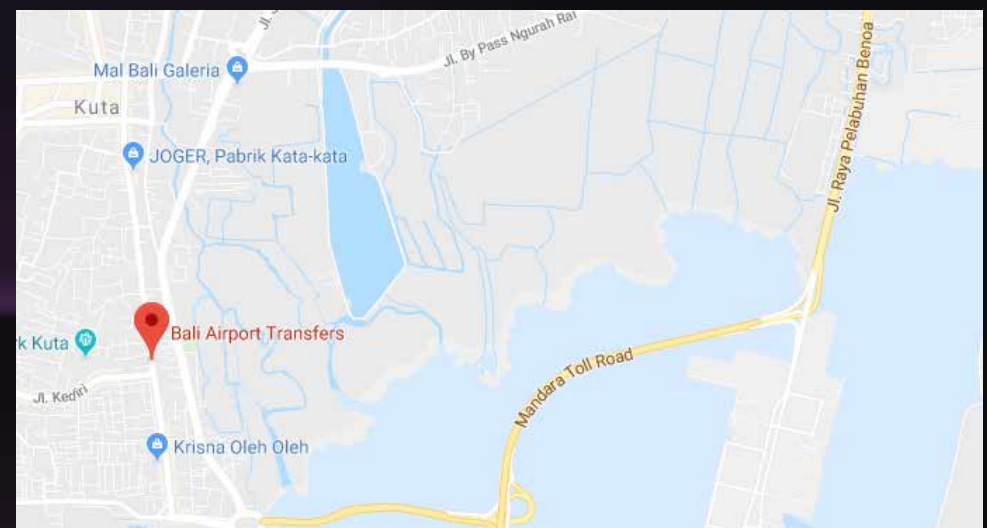 Jl. By Pass Ngurah Rai
Mal Bali Galeria
Kuta
JOGER, Pabrik Kata-kata
Jl. Raya Pelabuhan Benoa
Bali Airport Transfers
rk Kuta
Mandara Toll Road
Jl. Kediri
Krisna Oleh Oleh